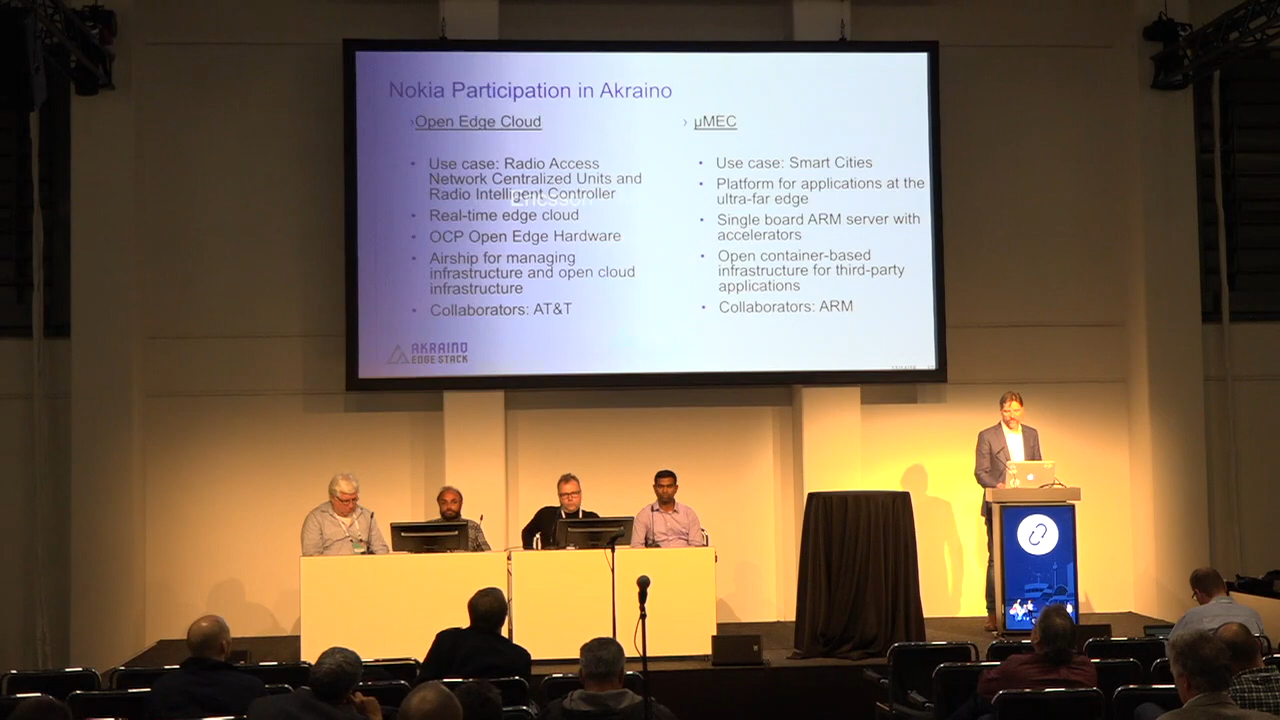 Nokia Participation in Akraino
›Open Edge Cloud
• Use case: Radio Access
Network Centralized Units and
Radio Intelligent Controller
Ericsson
• Real-time edge cloud
• OCP Open Edge Hardware
• Airship for managing
infrastructure and open cloud
infrastructure
• Collaborators: AT&T
› µMEC
• Use case: Smart Cities
• Platform for applications at the
ultra-far edge
• Single board ARM server with
accelerators
• Open container-based
infrastructure for third-party
applications
• Collaborators: ARM
AKRAINO
EDGE STACK